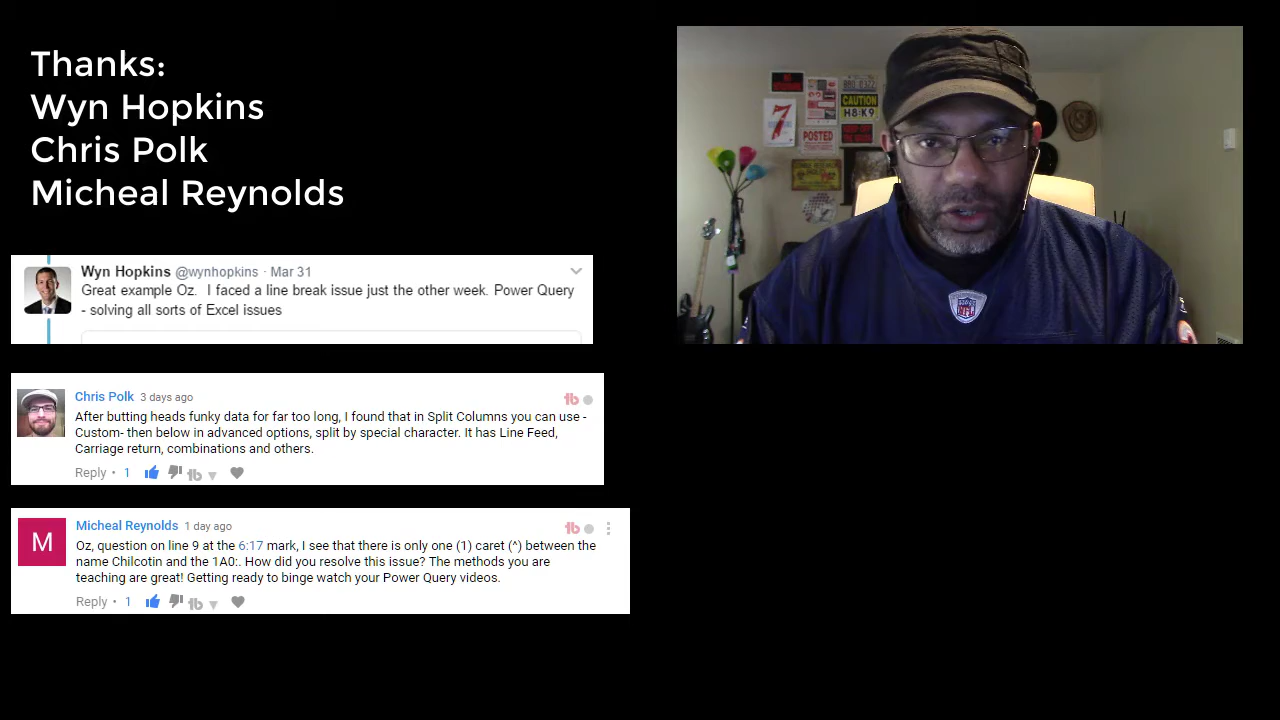 Thanks:
Wyn Hopkins
Chris Polk
Micheal Reynolds
Wyn Hopkins @wynhopkins · Mar 31
Great example Oz. I faced a line break issue just the other week. Power Query
- solving all sorts of Excel issues
Chris Polk 3 days ago
After butting heads funky data for far too long, I found that in Split Columns you can use -
Custom- then below in advanced options, split by special character. It has Line Feed,
Carriage return, combinations and others.
Reply • 1
M
Micheal Reynolds 1 day ago
Oz, question on line 9 at the 6:17 mark, I see that there is only one (1) caret (^) between the
name Chilcotin and the 1A0:. How did you resolve this issue? The methods you are
teaching are great! Getting ready to binge watch your Power Query videos.
Reply • 1
7
CAUTION
H8:K9
POSTED
NFL